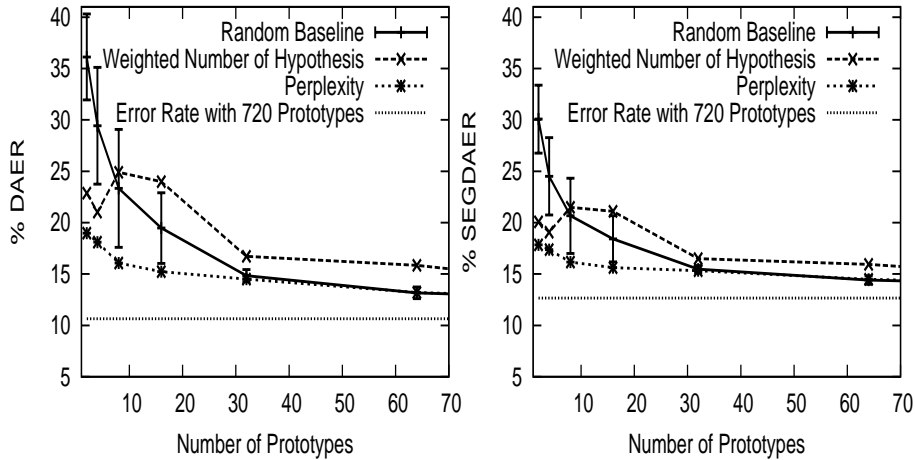 40
35
30
25
20
15
10
5
% DAER
Random Baseline
Weighted Number of Hypothesis
Perplexity
Error Rate with 720 Prototypes
10 20 30 40 50 60 70
Number of Prototypes
40
35
30
25
20
15
10
5
% SEGDAER
Random Baseline
Weighted Number of Hypothesis
Perplexity
Error Rate with 720 Prototypes
10 20 30 40 50 60 70
Number of Prototypes